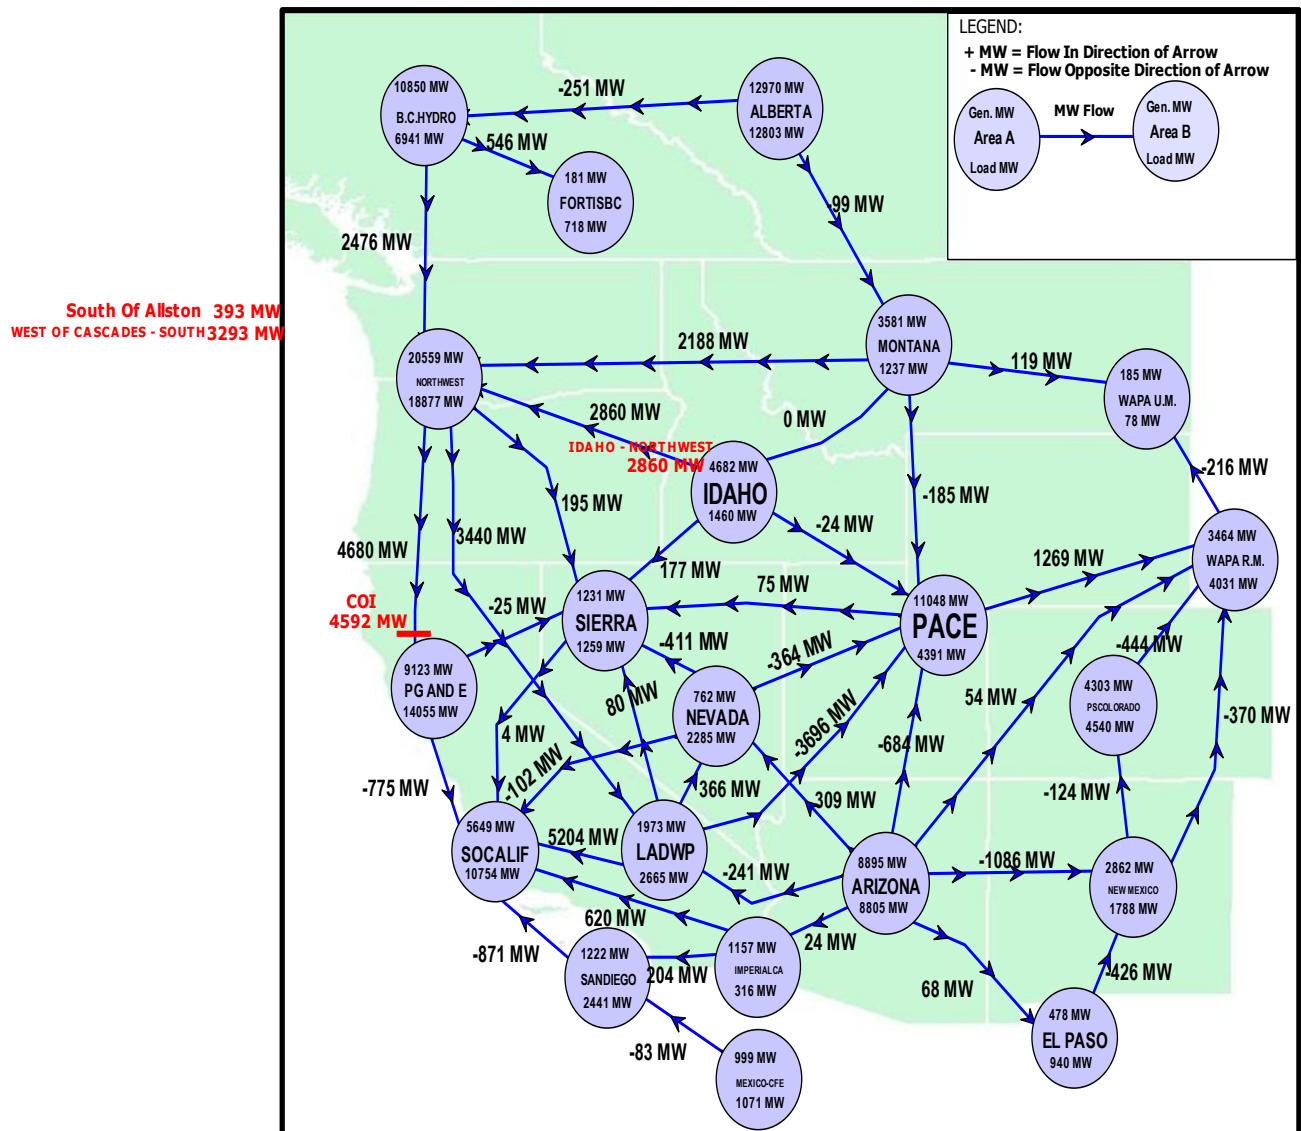 LEGEND:
+ MW = Flow In Direction of Arrow
- MW = Flow Opposite Direction of Arrow
Gen. MW
Area A
Load MW
MW Flow
Gen. MW
Area B
Load MW
10850 MW
B.C.HYDRO
6941 MW
-251 MW
12970 MW
ALBERTA
12803 MW
546 MW
181 MW
FORTISBC
718 MW
-99 MW
2476 MW
South Of Allston 393 MW
WEST OF CASCADES - SOUTH 3293 MW
3581 MW
MONTANA
1237 MW
2188 MW
119 MW
20559 MW
NORTHWEST
18877 MW
185 MW
WAPA U.M.
78 MW
2860 MW
0 MW
IDAHO - NORTHWEST
2860 MW
4682 MW
IDAHO
1460 MW
-216 MW
-185 MW
195 MW
-24 MW
3440 MW
4680 MW
177 MW
1269 MW
3464 MW
WAPA R.M.
4031 MW
75 MW
-25 MW
COI
4592 MW
1231 MW
SIERRA
1259 MW
11048 MW
PACE
4391 MW
-411 MW
-364 MW
-444 MW
9123 MW
PG AND E
14055 MW
80 MW
762 MW
NEVADA
2285 MW
54 MW
4303 MW
PSCOLORADO
4540 MW
-370 MW
4 MW
-3696 MW
-684 MW
-102 MW
-775 MW
366 MW
309 MW
-124 MW
5649 MW
SOCALIF
10754 MW
5204 MW
1973 MW
LADWP
2665 MW
-241 MW
8895 MW
ARIZONA
8805 MW
-1086 MW
2862 MW
NEW MEXICO
1788 MW
620 MW
24 MW
-871 MW
1222 MW
SANDIEGO
2441 MW
204 MW
1157 MW
IMPERIALCA
316 MW
68 MW
-426 MW
478 MW
EL PASO
940 MW
-83 MW
999 MW
MEXICO-CFE
1071 MW